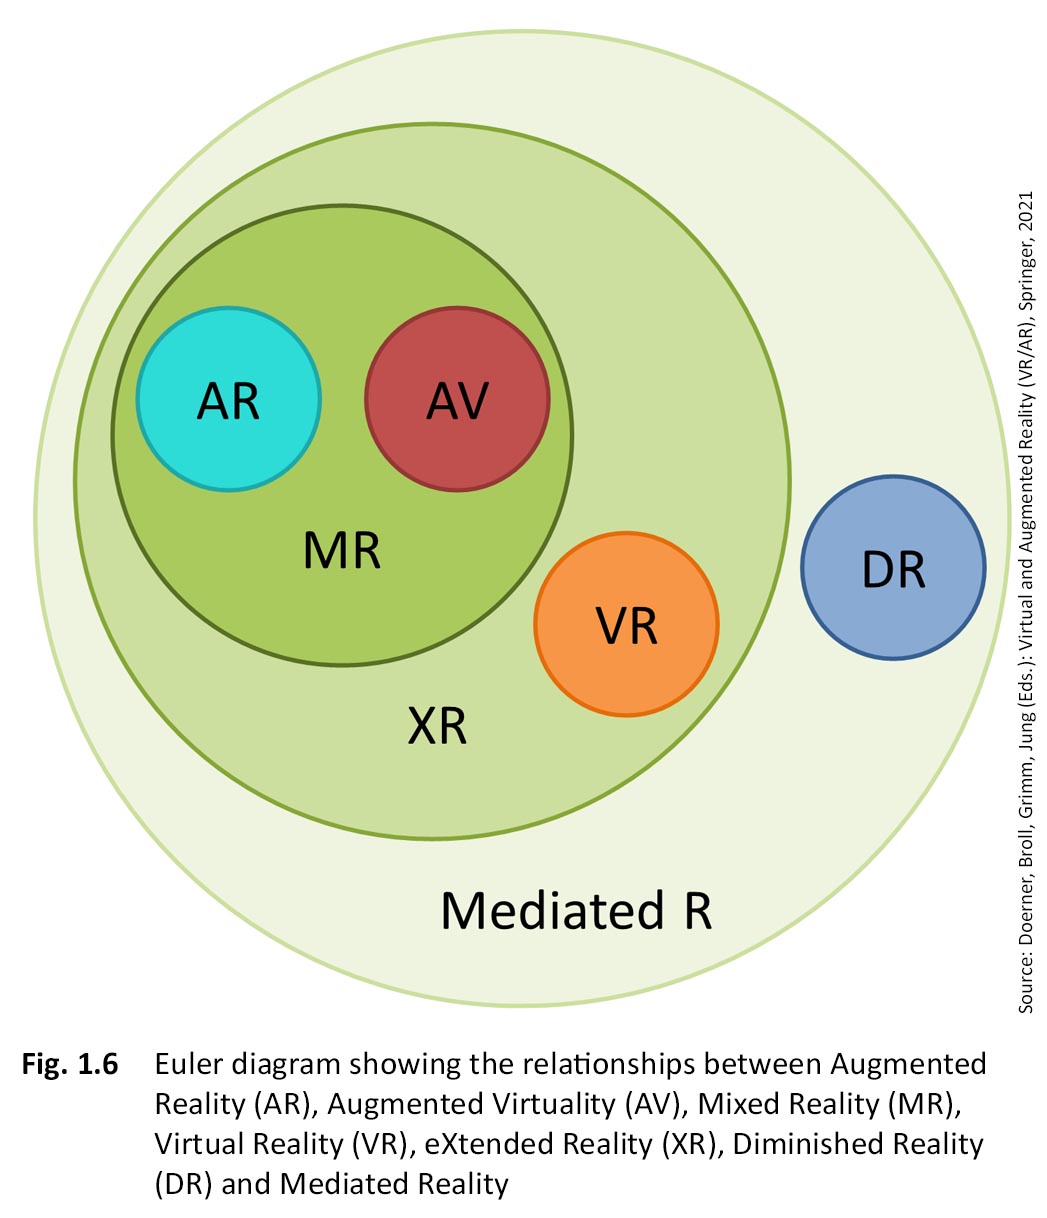 AR
AV
MR
VR
DR
XR
Mediated R
Source: Doerner, Broll, Grimm, Jung (Eds.): Virtual and Augmented Reality (VR/AR), Springer, 2021
Fig. 1.6 Euler diagram showing the relationships between Augmented
Reality (AR), Augmented Virtuality (AV), Mixed Reality (MR),
Virtual Reality (VR), eXtended Reality (XR), Diminished Reality
(DR) and Mediated Reality